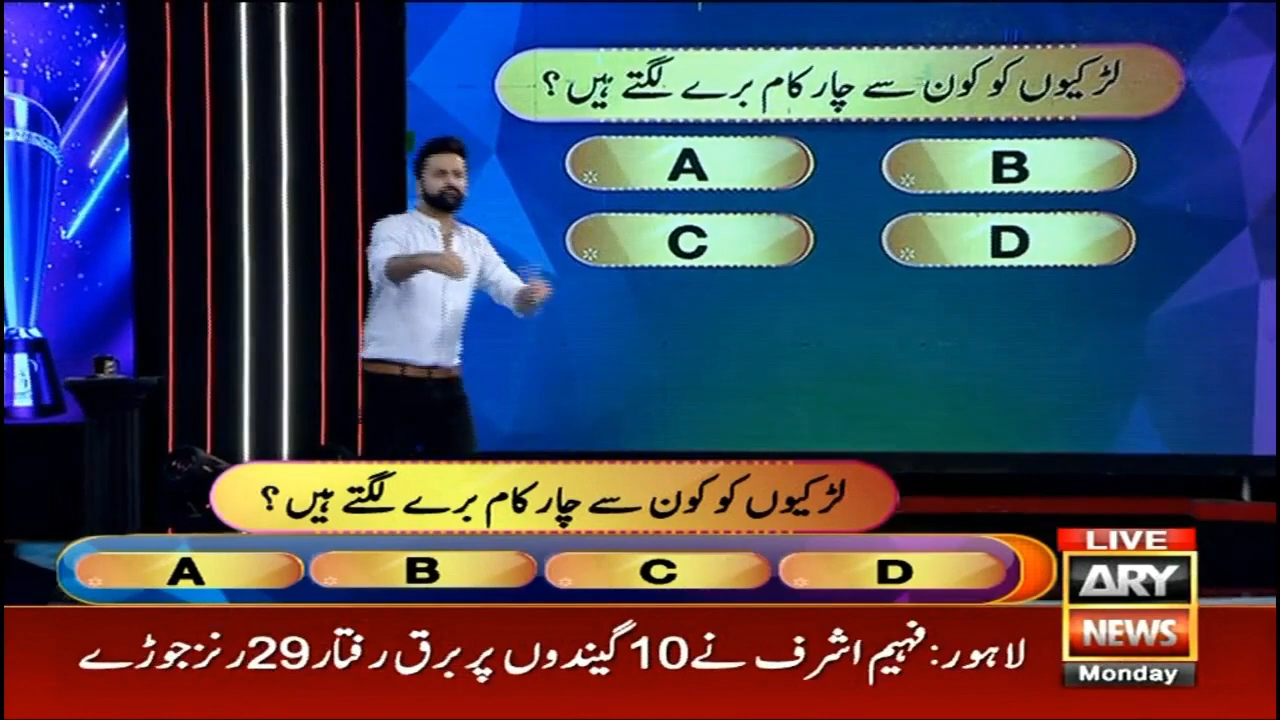 لڑکیوں کو کون سے چار کام برے لگتے ہیں ؟
A B
C D
لڑکیوں کو کون سے چار کام برے لگتے ہیں ؟
A B C D
LIVE
ARY
NEWS
Monday
لاہور: فہیم اشرف نے 10 گیندوں پر برق رفتار 29 رنز جوڑے